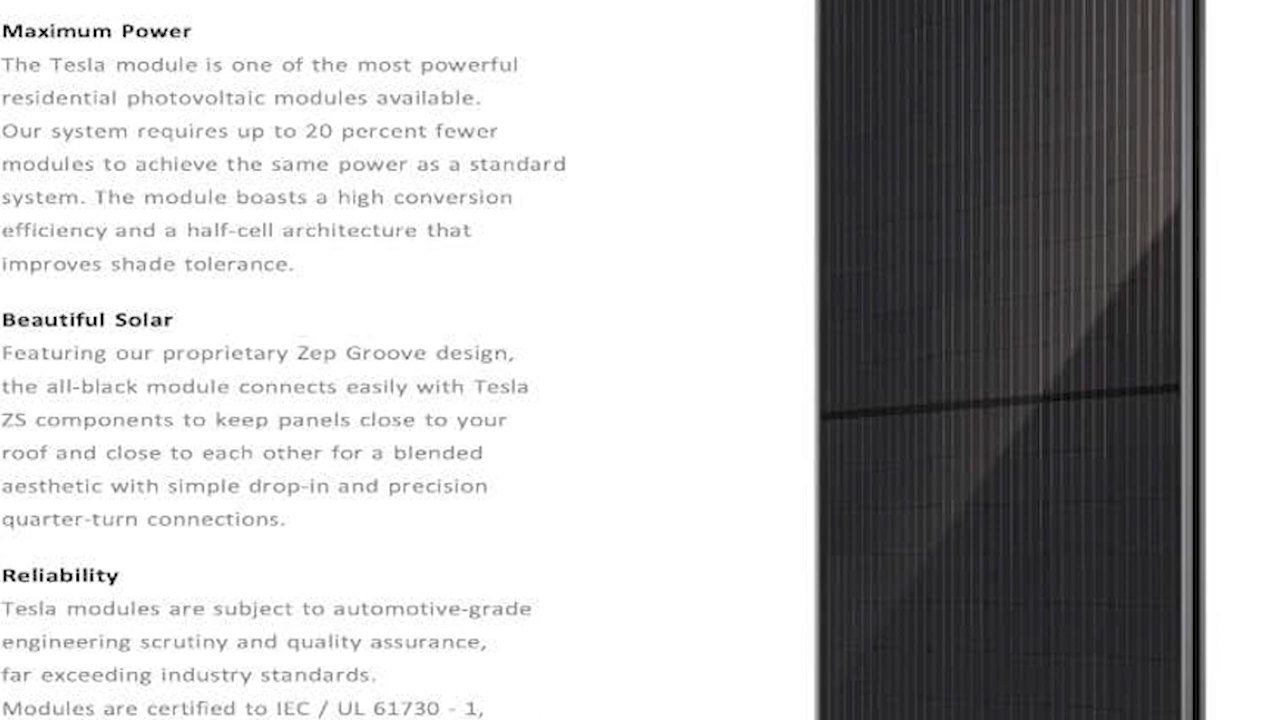 Maximum Power
The Tesla module is one of the most powerful
residential photovoltaic modules available.
Our system requires up to 20 percent fewer
modules to achieve the same power as a standard
system. The module boasts a high conversion
efficiency and a half-cell architecture that
improves shade tolerance.
Beautiful Solar
Featuring our proprietary Zep Groove design,
the all-black module connects easily with Tesla
ZS components to keep panels close to your
roof and close to each other for a blended
aesthetic with simple drop-in and precision
quarter-turn connections.
Reliability
Tesla modules are subject to automotive-grade
engineering scrutiny and quality assurance,
far exceeding industry standards.
Modules are certified to IEC / UL 61730 - 1,